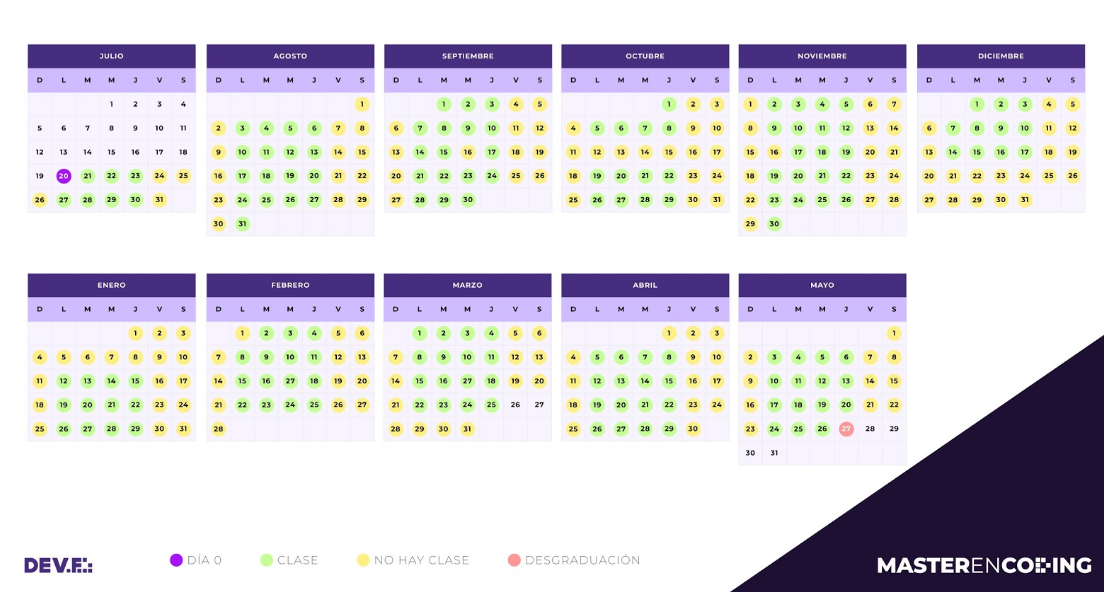 JULIO
D L M M J V S
1 2 3 4
5 6 7 8 9 10 11
12 13 14 15 16 17 18
19 20 21 22 23 24 25
26 27 28 29 30 31
AGOSTO
D L M M J V S
1
2 3 4 5 6 7 8
9 10 11 12 13 14 15
16 17 18 19 20 21 22
23 24 25 26 27 28 29
30 31
SEPTIEMBRE
D L M M J V S
1 2 3 4 5
6 7 8 9 10 11 12
13 14 15 16 17 18 19
20 21 22 23 24 25 26
27 28 29 30
OCTUBRE
D L M M J V S
1 2 3
4 5 6 7 8 9 10
11 12 13 14 15 16 17
18 19 20 21 22 23 24
25 26 27 28 29 30 31
NOVIEMBRE
D L M M J V S
1 2 3 4 5 6 7
8 9 10 11 12 13 14
15 16 17 18 19 20 21
22 23 24 25 26 27 28
29 30
DICIEMBRE
D L M M J V S
1 2 3 4 5
6 7 8 9 10 11 12
13 14 15 16 17 18 19
20 21 22 23 24 25 26
27 28 29 30 31
ENERO
D L M M J V S
1 2 3
4 5 6 7 8 9 10
11 12 13 14 15 16 17
18 19 20 21 22 23 24
25 26 27 28 29 30 31
FEBRERO
D L M M J V S
1 2 3 4 5 6
7 8 9 10 11 12 13
14 15 16 27 18 19 20
21 22 23 24 25 26 27
28
MARZO
D L M M J V S
1 2 3 4 5 6
7 8 9 10 11 12 13
14 15 16 27 18 19 20
21 22 23 24 25 26 27
28 29 30 31
ABRIL
D L M M J V S
1 2 3
4 5 6 7 8 9 10
11 12 13 14 15 16 17
18 19 20 21 22 23 24
25 26 27 28 29 30
MAYO
D L M M J V S
1
2 3 4 5 6 7 8
9 10 11 12 13 14 15
16 17 18 19 20 21 22
23 24 25 26 27 28 29
30 31
DEV.F.:
DÍA 0
CLASE
NO HAY CLASE
DESGRADUACIÓN
MASTERENCODING